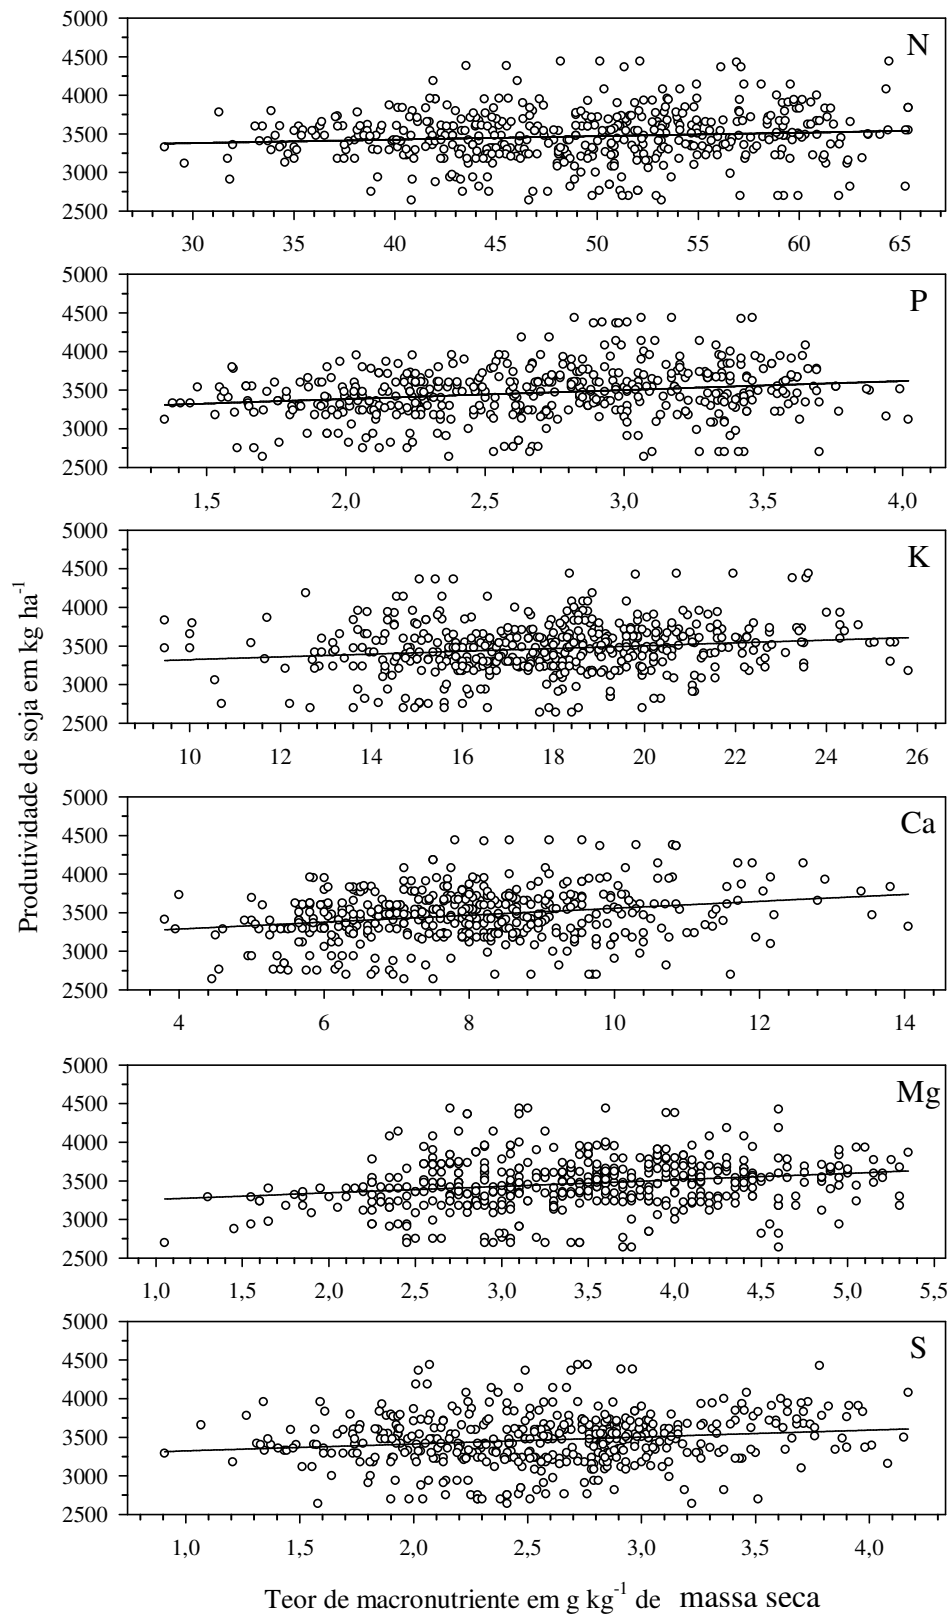 5000
N
4500
4000
3500
3000
2500
30 35 40 45 50 55 60 65
5000
P
4500
4000
3500
3000
2500
1,5 2,0 2,5 3,0 3,5 4,0
5000
K
4500
4000
3500
3000
2500
10 12 14 16 18 20 22 24 26
Produtividade de soja em kg ha⁻¹
5000
Ca
4500
4000
3500
3000
2500
4 6 8 10 12 14
5000
Mg
4500
4000
3500
3000
2500
1,0 1,5 2,0 2,5 3,0 3,5 4,0 4,5 5,0 5,5
5000
S
4500
4000
3500
3000
2500
1,0 1,5 2,0 2,5 3,0 3,5 4,0
Teor de macronutriente em g kg⁻¹ de massa seca